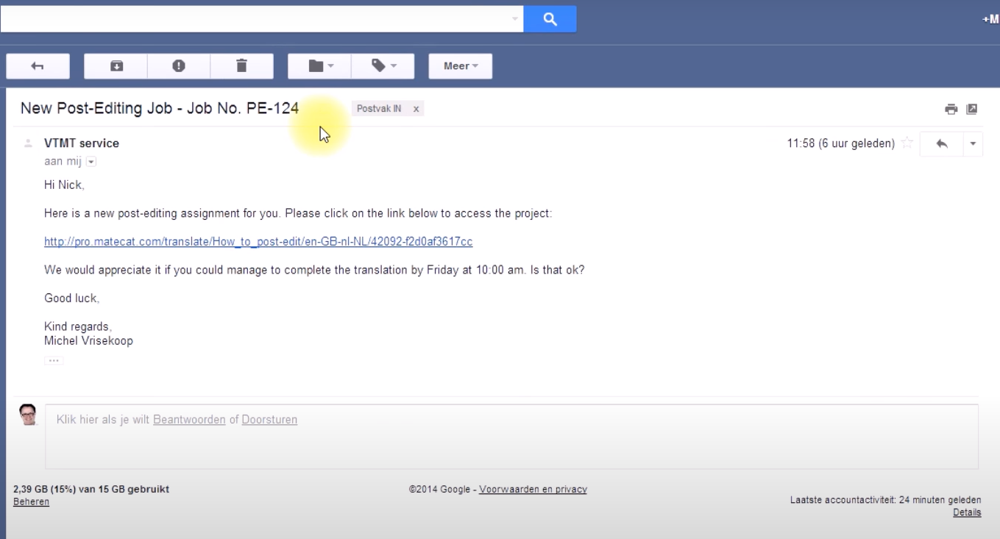 +M
Meer
New Post-Editing Job - Job No. PE-124
Postvak IN x
VTMT service
11:58 (6 uur geleden)
aan mij
Hi Nick,
Here is a new post-editing assignment for you. Please click on the link below to access the project:
http://pro.matecat.com/translate/How_to_post-edit/en-GB-nl-NL/42092-f2d0af3617cc
We would appreciate it if you could manage to complete the translation by Friday at 10:00 am. Is that ok?
Good luck,
Kind regards,
Michel Vrisekoop
Klik hier als je wilt Beantwoorden of Doorsturen
2,39 GB (15%) van 15 GB gebruikt
Beheren
©2014 Google - Voorwaarden en privacy
Laatste accountactiviteit: 24 minuten geleden
Details